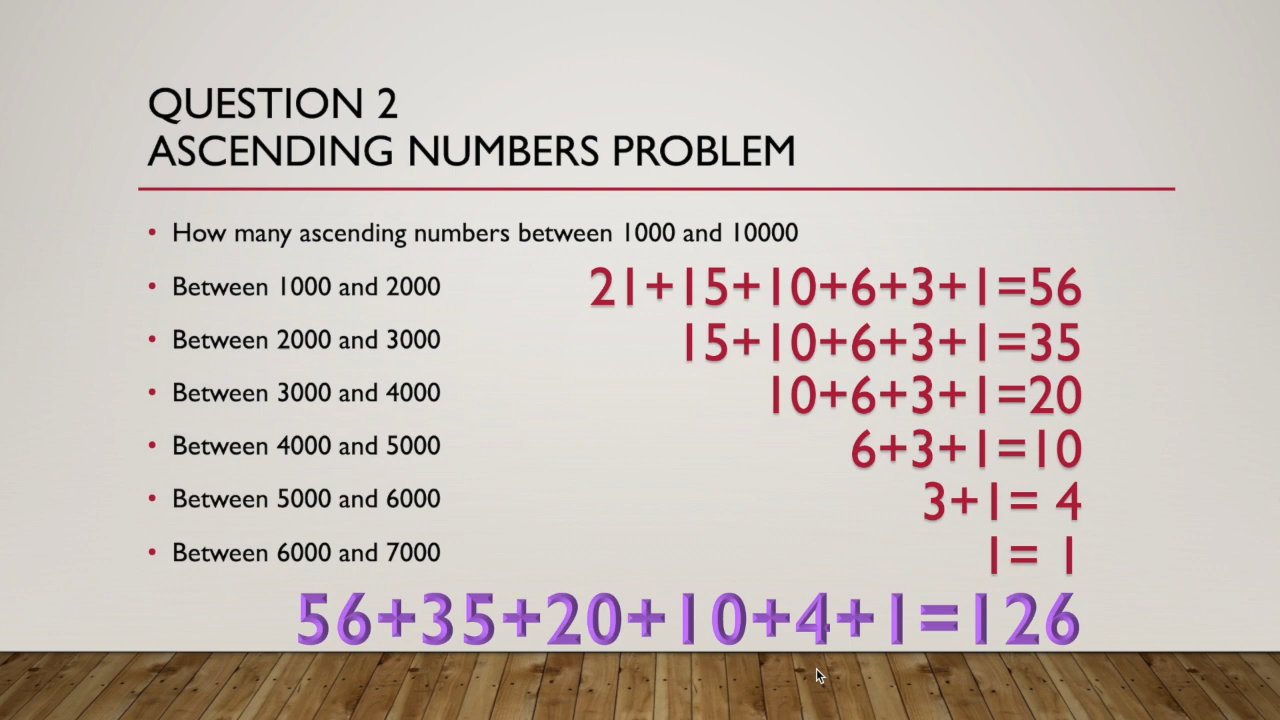 QUESTION 2
ASCENDING NUMBERS PROBLEM
• How many ascending numbers between 1000 and 10000
• Between 1000 and 2000 21+15+10+6+3+1=56
• Between 2000 and 3000 15+10+6+3+1=35
• Between 3000 and 4000 10+6+3+1=20
• Between 4000 and 5000 6+3+1=10
• Between 5000 and 6000 3+1= 4
• Between 6000 and 7000 1= 1
56+35+20+10+4+1=126